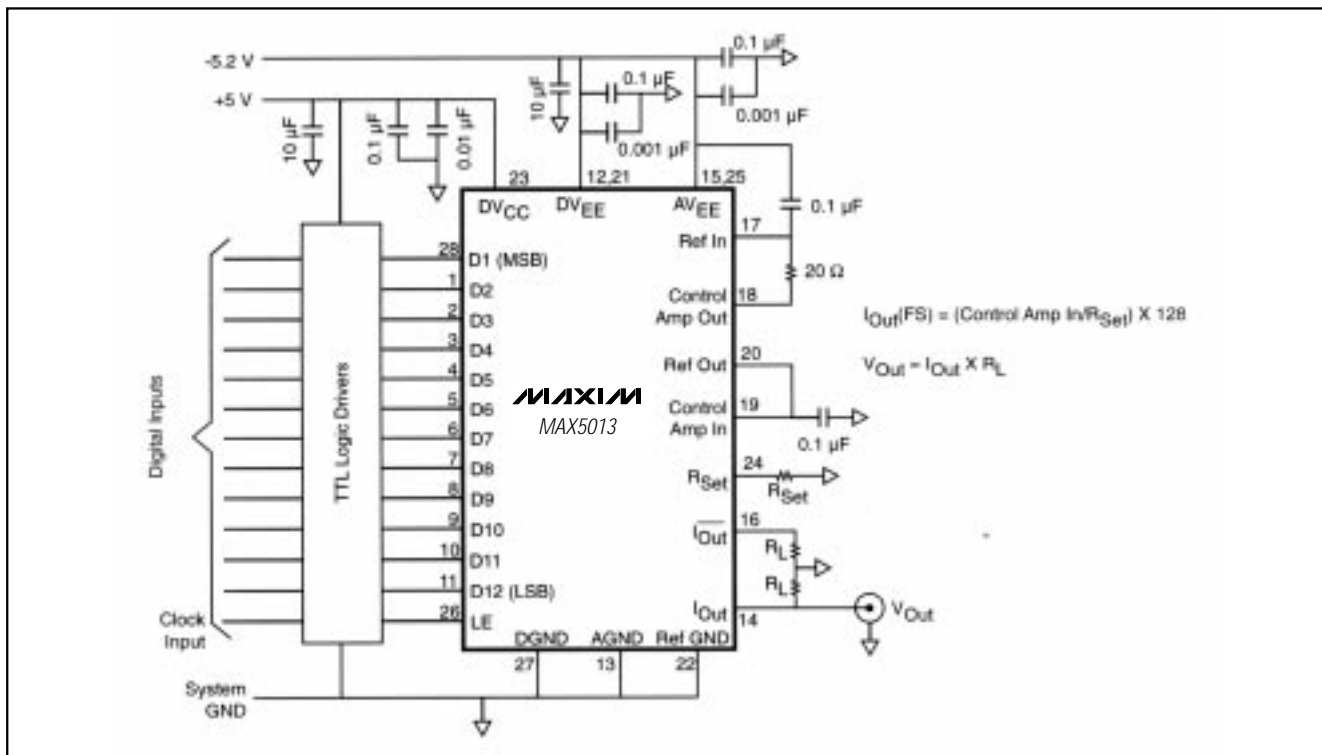 -5.2 V
+5 V
10 µF
0.1 µF
0.01 µF
10 µF
0.1 µF
0.001 µF
0.1 µF
0.001 µF
0.1 µF
23
12,21
15,25
DVCC
DVEE
AVEE
17
Ref In
20 Ω
18
Control
Amp Out
IOut(FS) = (Control Amp In/RSet) X 128
20
Ref Out
VOut = IOut X RL
19
Control
Amp In
0.1 µF
24
RSet
RSet
16
IOut
RL
RL
IOut
14
VOut
Digital Inputs
TTL Logic Drivers
28 D1 (MSB)
1 D2
2 D3
3 D4
4 D5
5 D6
6 D7
7 D8
8 D9
9 D10
10 D11
11 D12 (LSB)
26 LE
Clock
Input
MAXIM
MAX5013
DGND AGND Ref GND
27 13 22
System
GND